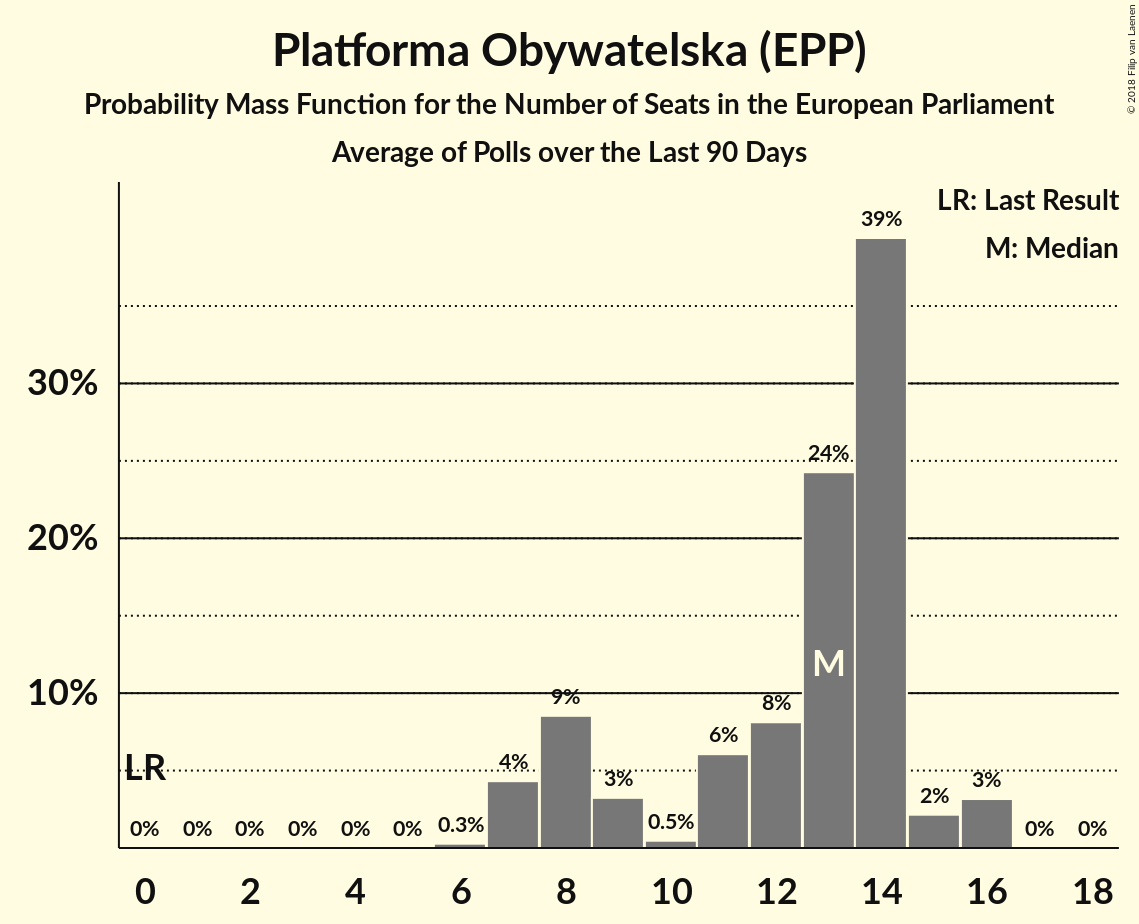 Platforma Obywatelska (EPP)
Probability Mass Function for the Number of Seats in the European Parliament
Average of Polls over the Last 90 Days
© 2018 Filip van Laenen
LR: Last Result
M: Median
39%
30%
24%
20%
M
10%
9%
8%
6%
LR
4%
3%
3%
2%
0% 0% 0% 0% 0% 0% 0.3% 0.5% 0% 0%
0 2 4 6 8 10 12 14 16 18